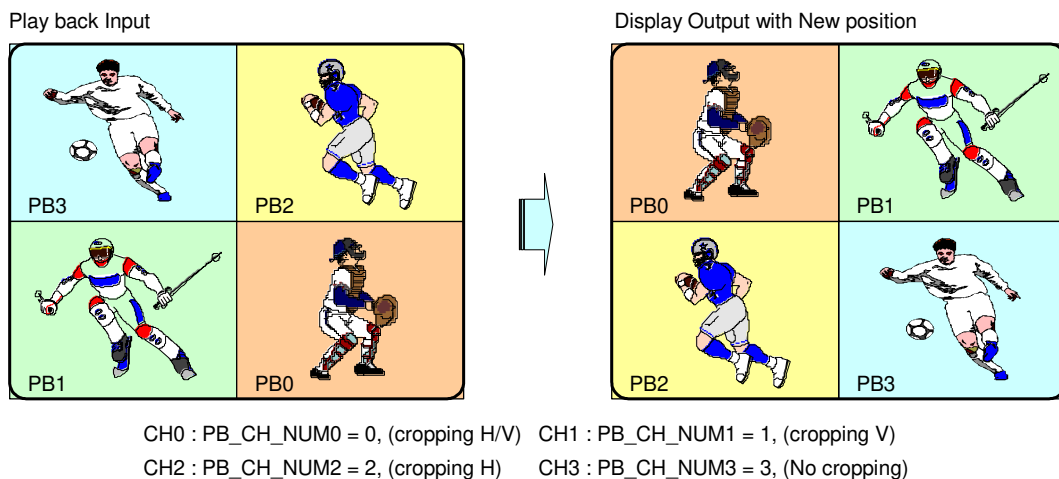 Play back Input
Display Output with New position
PB3
PB2
PB1
PB0
PB0
PB1
PB2
PB3
CH0 : PB_CH_NUM0 = 0, (cropping H/V) CH1 : PB_CH_NUM1 = 1, (cropping V)
CH2 : PB_CH_NUM2 = 2, (cropping H) CH3 : PB_CH_NUM3 = 3, (No cropping)